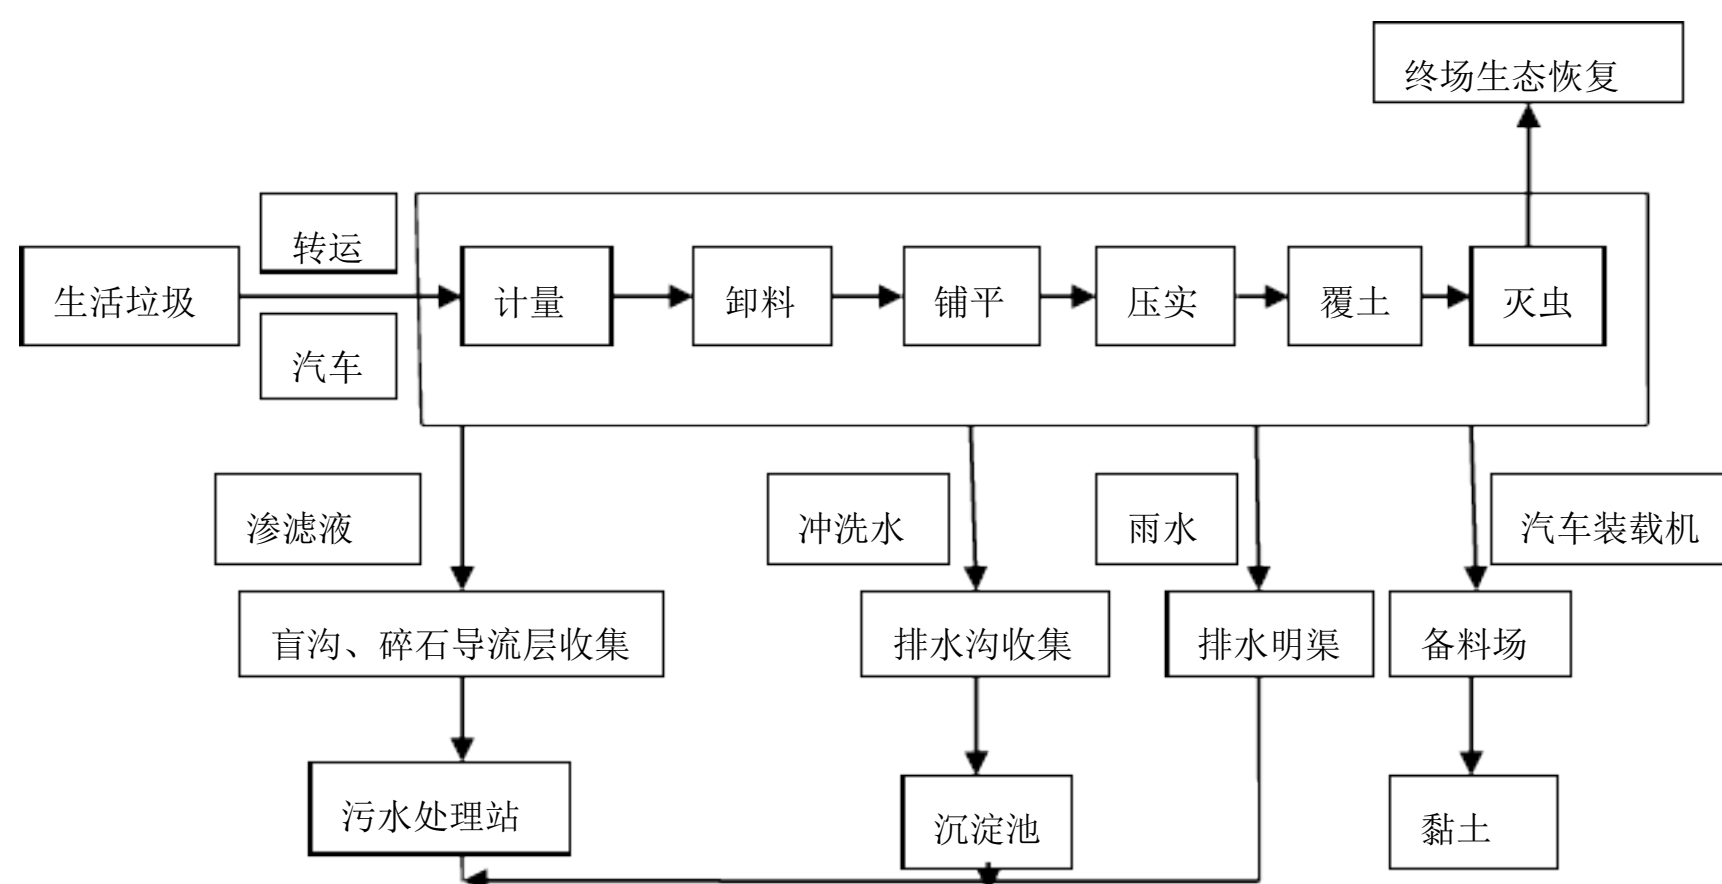 终场生态恢复
转运
生活垃圾
计量
卸料
铺平
压实
覆土
灭虫
汽车
渗滤液
冲洗水
雨水
汽车装载机
盲沟、碎石导流层收集
排水沟收集
排水明渠
备料场
污水处理站
沉淀池
黏土